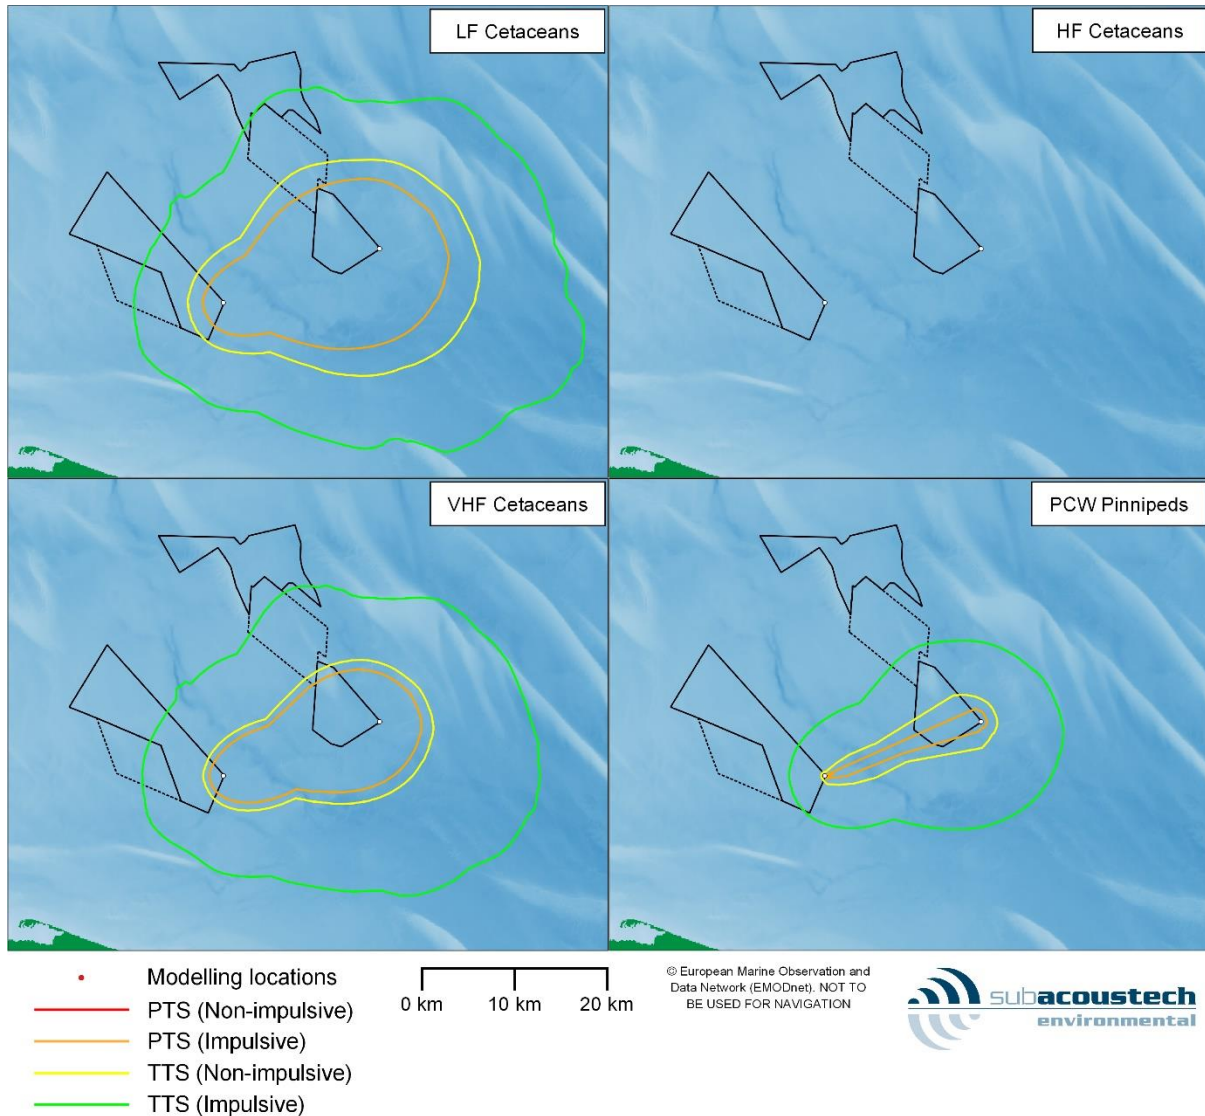 LF Cetaceans
HF Cetaceans
VHF Cetaceans
PCW Pinnipeds
Modelling locations
PTS (Non-impulsive)
PTS (Impulsive)
TTS (Non-impulsive)
TTS (Impulsive)
0 km 10 km 20 km
© European Marine Observation and
Data Network (EMODnet). NOT TO
BE USED FOR NAVIGATION
subacoustech
environmental